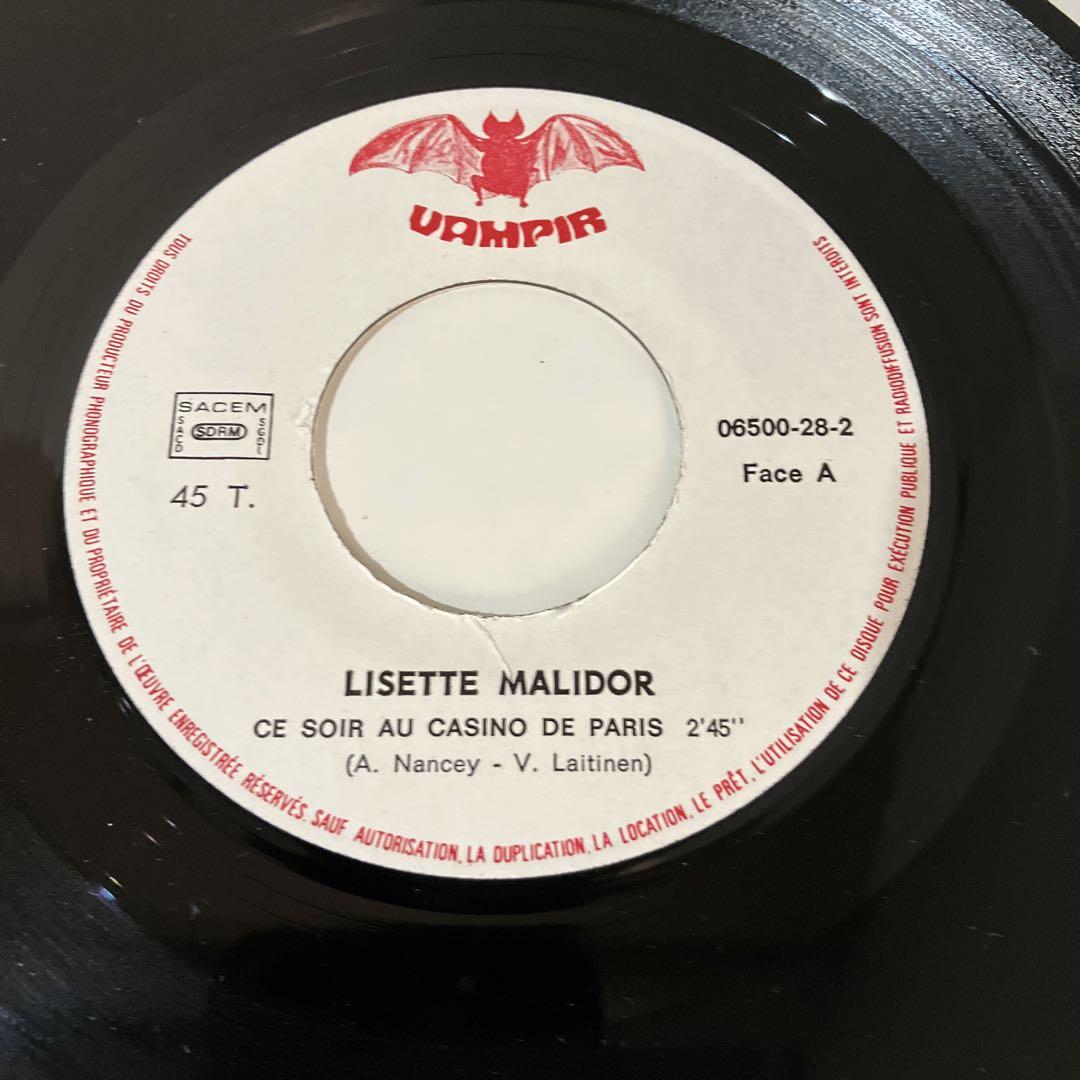 VAMPIR
SACEM
SACD
SDRM
SGDL
45 T.
06500-28-2
Face A
LISETTE MALIDOR
CE SOIR AU CASINO DE PARIS 2'45''
(A. Nancey - V. Laitinen)
TOUS DROITS DU PRODUCTEUR PHONOGRAPHIQUE ET DU PROPRIÉTAIRE DE L'ŒUVRE ENREGISTRÉE RÉSERVÉS. SAUF AUTORISATION, LA DUPLICATION, LA LOCATION, LE PRÊT, L'UTILISATION DE CE DISQUE POUR EXÉCUTION PUBLIQUE ET RADIODIFFUSION SONT INTERDITS